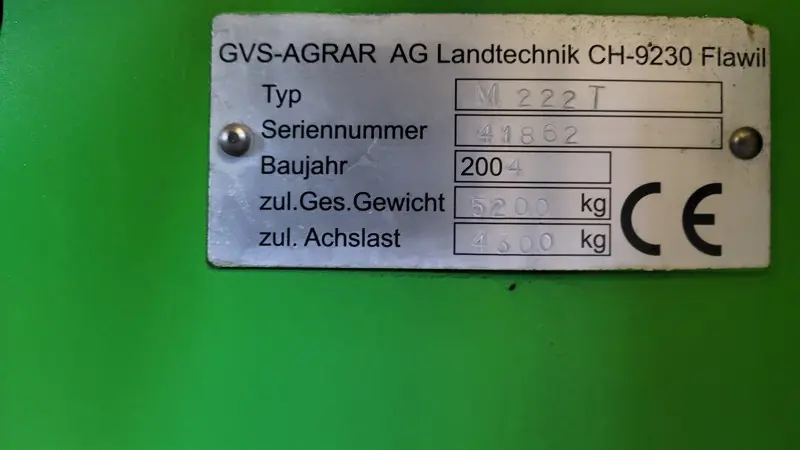 GVS-AGRAR AG Landtechnik CH-9230 Flawil
Typ M 222T
Seriennummer 41862
Baujahr 2004
zul.Ges.Gewicht 5200 kg
zul. Achslast 4300 kg
CE